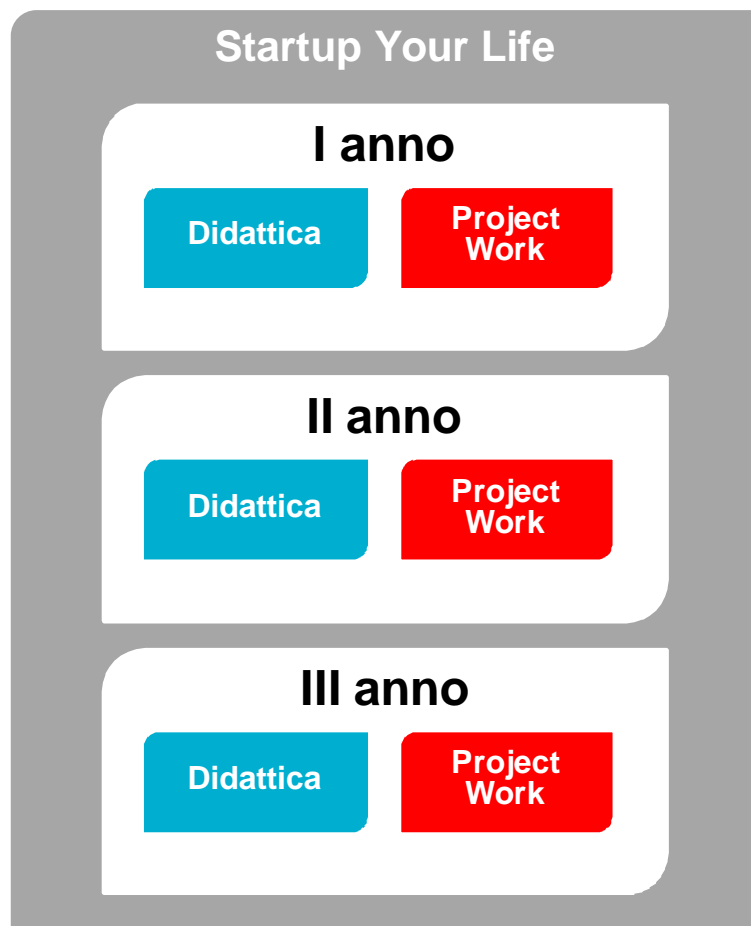 Startup Your Life
I anno
Didattica
Project
Work
II anno
Didattica
Project
Work
III anno
Didattica
Project
Work